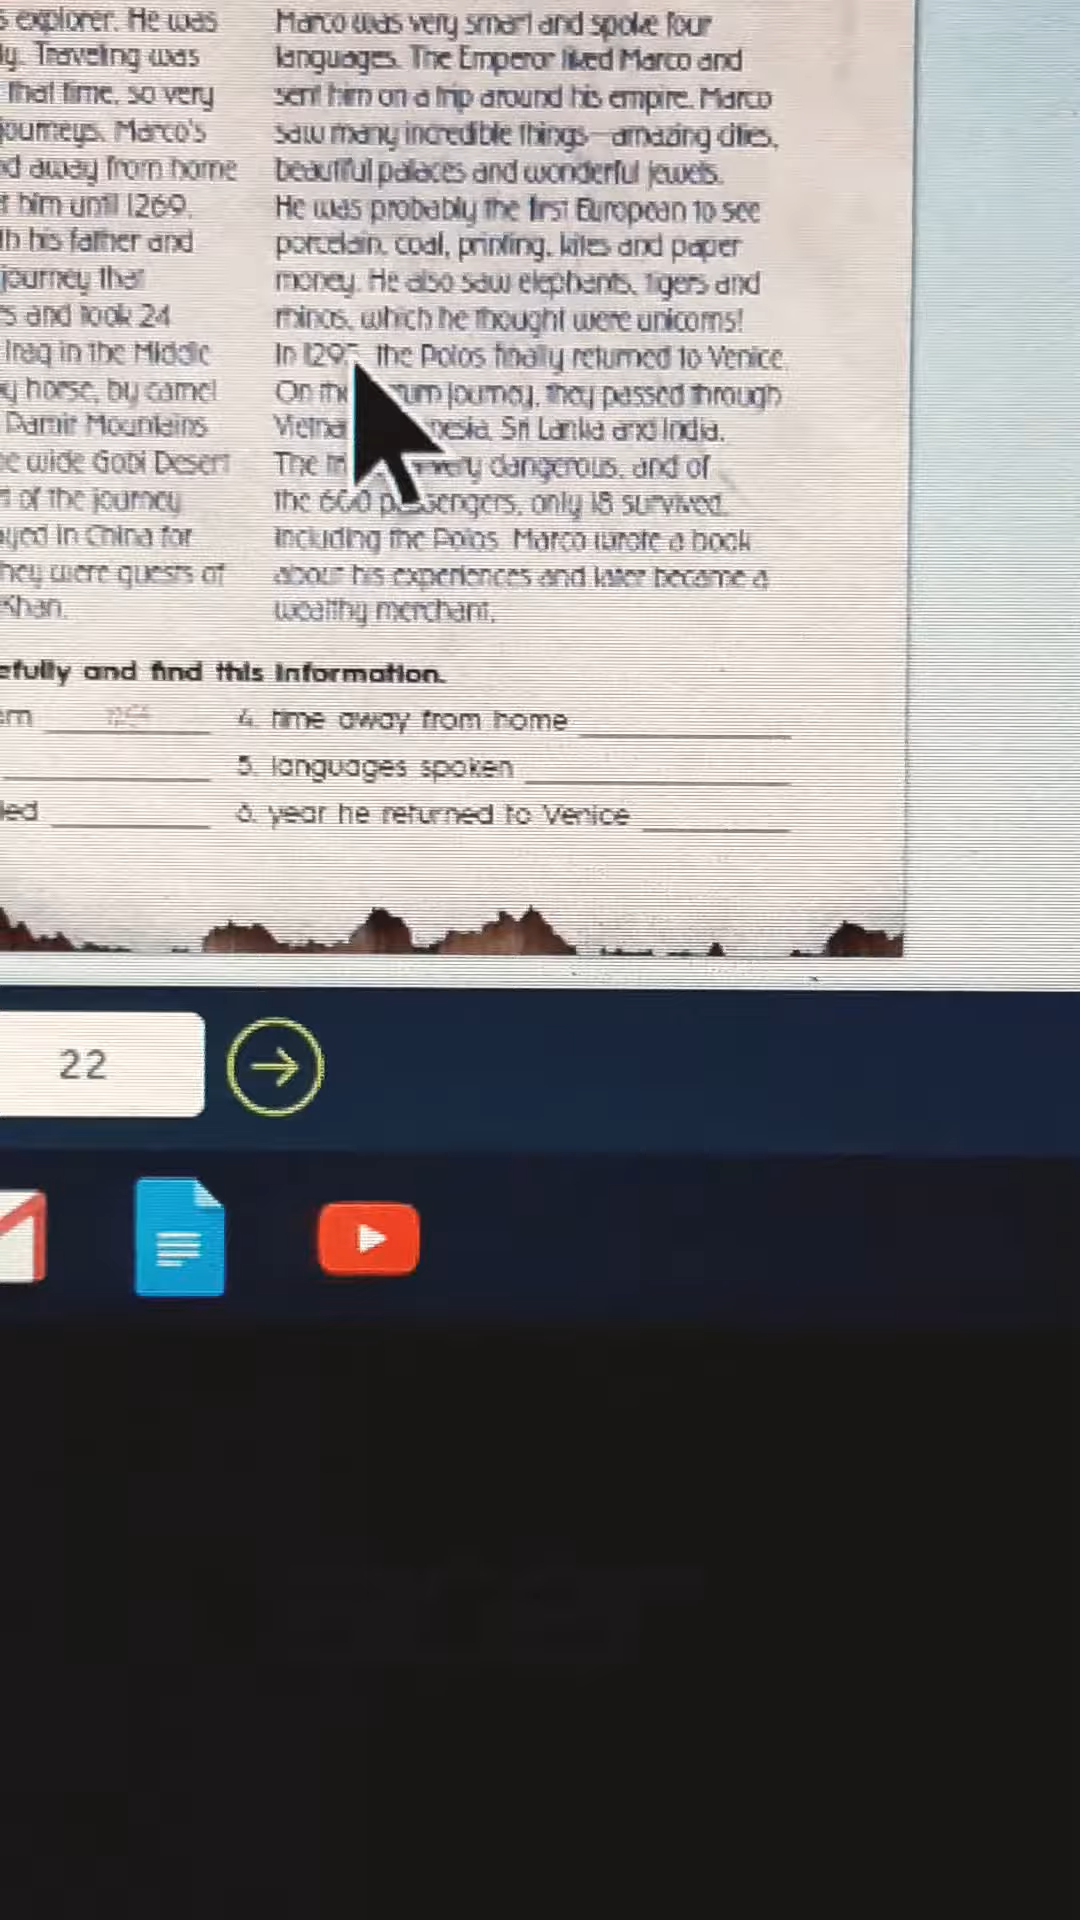 explorer. He was
Traveling was
that time, so very
journeys. Marco's
away from home
him until 1269.
his father and
journey that
and took 24
Iraq in the Middle
horse, by camel
Pamir Mountains
wide Gobi Desert
of the journey
in China for
were guests of
Khan.
Marco was very smart and spoke four
languages. The Emperor liked Marco and
sent him on a trip around his empire. Marco
saw many incredible things—amazing cities,
beautiful palaces and wonderful jewels.
He was probably the first European to see
porcelain, coal, printing, kites and paper
money. He also saw elephants, tigers and
rhinos, which he thought were unicorns!
In the Polos finally returned to Venice.
On journey, they passed through
Sri Lanka and India.
The very dangerous, and of
the 600 passengers, only 18 survived,
including the Polos. Marco wrote a book
about his experiences and later became a
wealthy merchant.
and find this information.
4. time away from home
5. languages spoken
6. year he returned to Venice
22